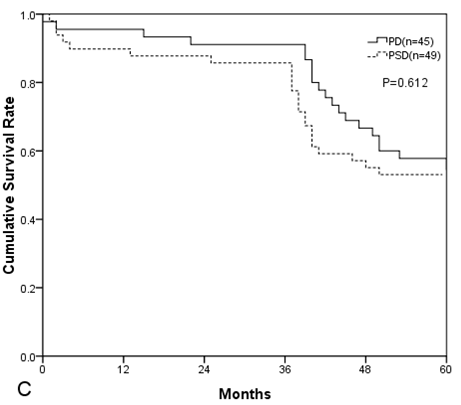 1.0
0.8
0.6
0.4
0.2
0.0
Cumulative Survival Rate
PD(n=45)
PSD(n=49)
P=0.612
0 12 24 36 48 60
Months
C